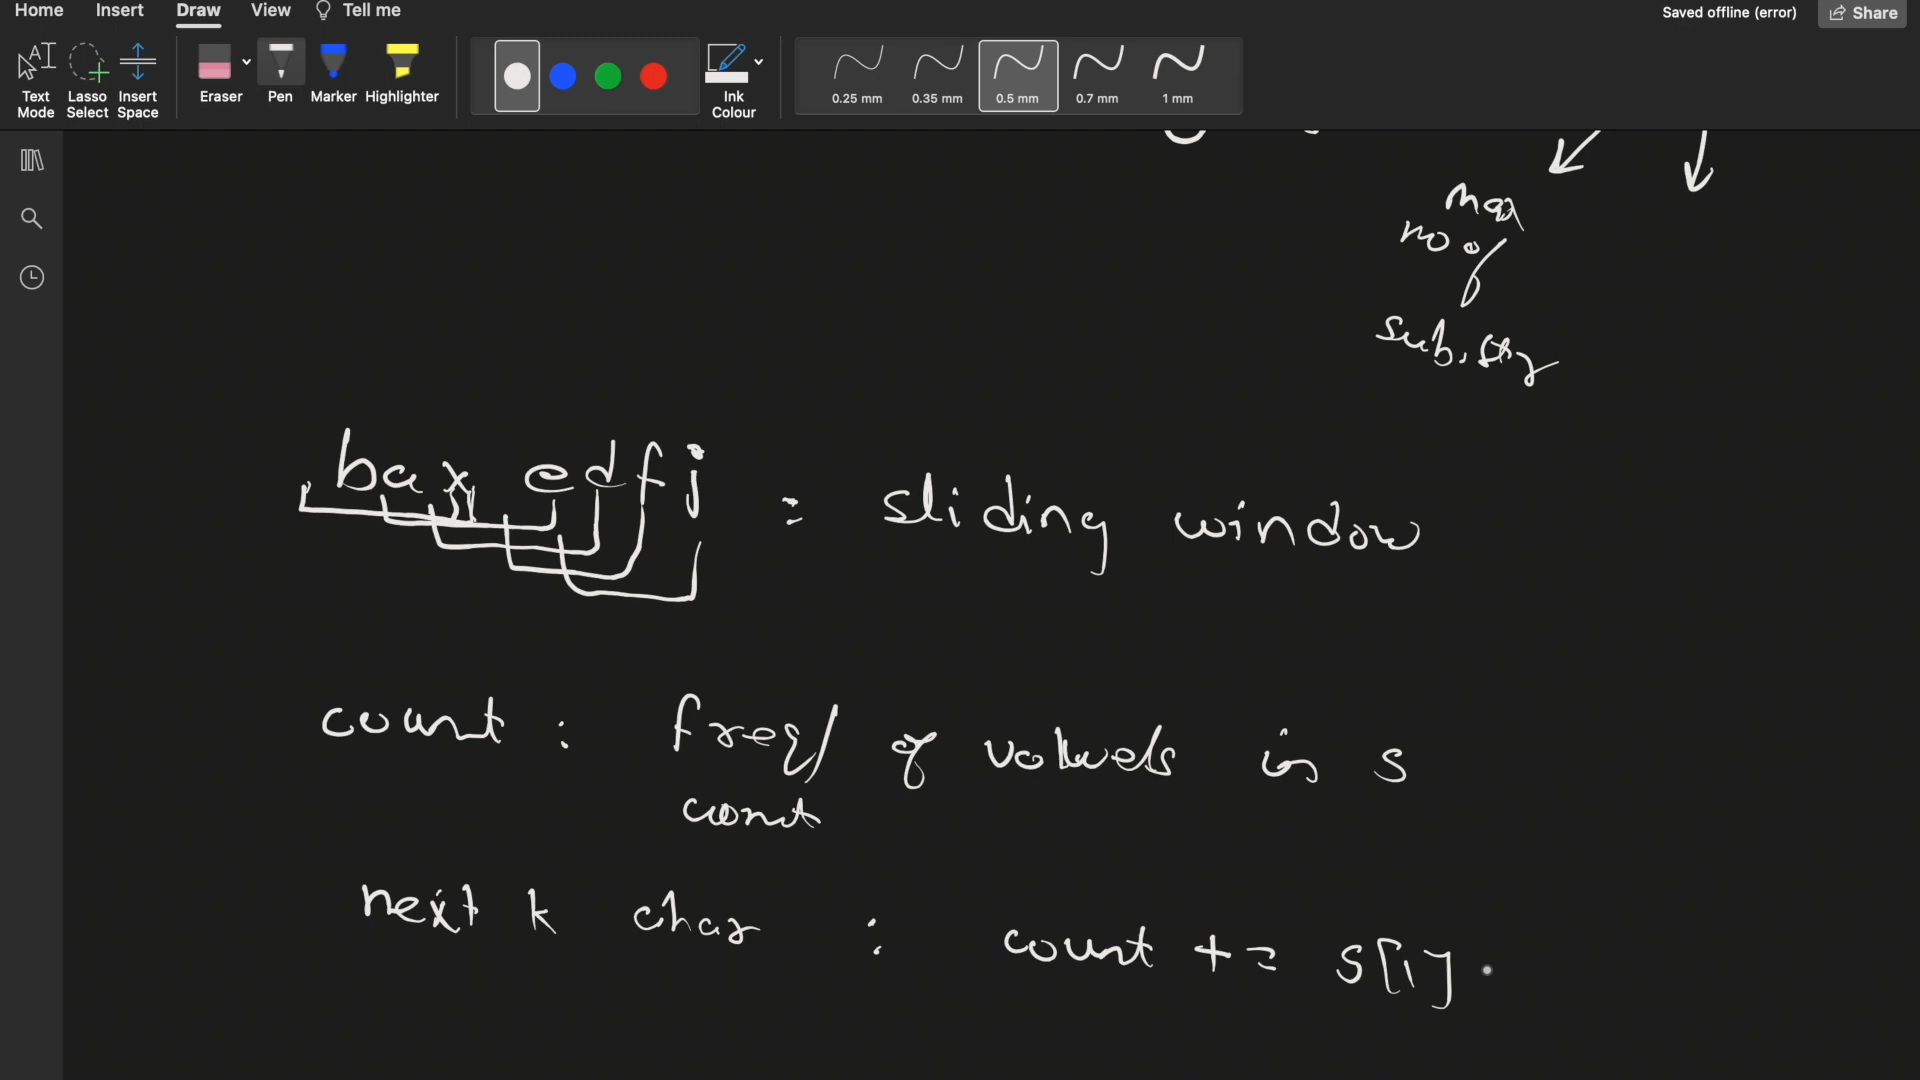 Home Insert Draw View Tell me
Saved offline (error) Share
Text Mode Lasso Select Insert Space Eraser Pen Marker Highlighter Ink Colour 0.25 mm 0.35 mm 0.5 mm 0.7 mm 1 mm
max
no of
bax edfj = sliding window
count : freq/ of vowels in s
count
next k char : count += s[i]